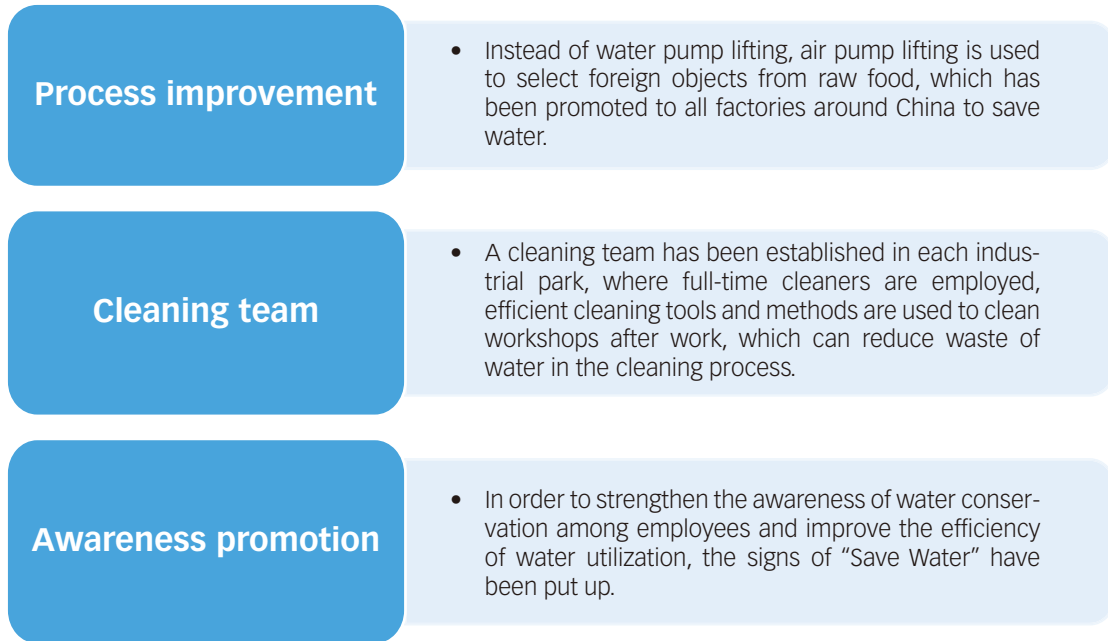 Process improvement
• Instead of water pump lifting, air pump lifting is used
to select foreign objects from raw food, which has
been promoted to all factories around China to save
water.
Cleaning team
• A cleaning team has been established in each indus-
trial park, where full-time cleaners are employed,
efficient cleaning tools and methods are used to clean
workshops after work, which can reduce waste of
water in the cleaning process.
Awareness promotion
• In order to strengthen the awareness of water conser-
vation among employees and improve the efficiency
of water utilization, the signs of “Save Water” have
been put up.